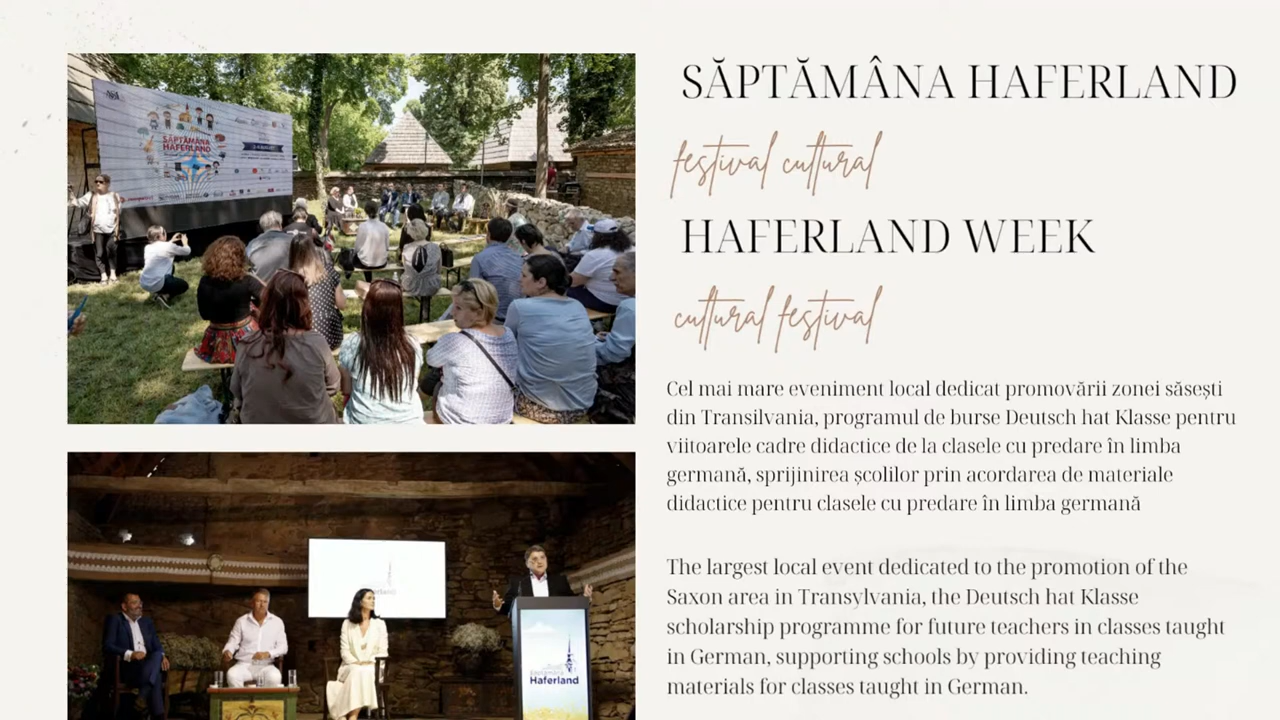 SĂPTĂMÂNA HAFERLAND
festival cultural
HAFERLAND WEEK
cultural festival
Cel mai mare eveniment local dedicat promovării zonei săsești
din Transilvania, programul de burse Deutsch hat Klasse pentru
viitoarele cadre didactice de la clasele cu predare în limba
germană, sprijinirea școlilor prin acordarea de materiale
didactice pentru clasele cu predare în limba germană
The largest local event dedicated to the promotion of the
Saxon area in Transylvania, the Deutsch hat Klasse
scholarship programme for future teachers in classes taught
in German, supporting schools by providing teaching
materials for classes taught in German.
SĂPTĂMÂNA
HAFERLAND
Haferland